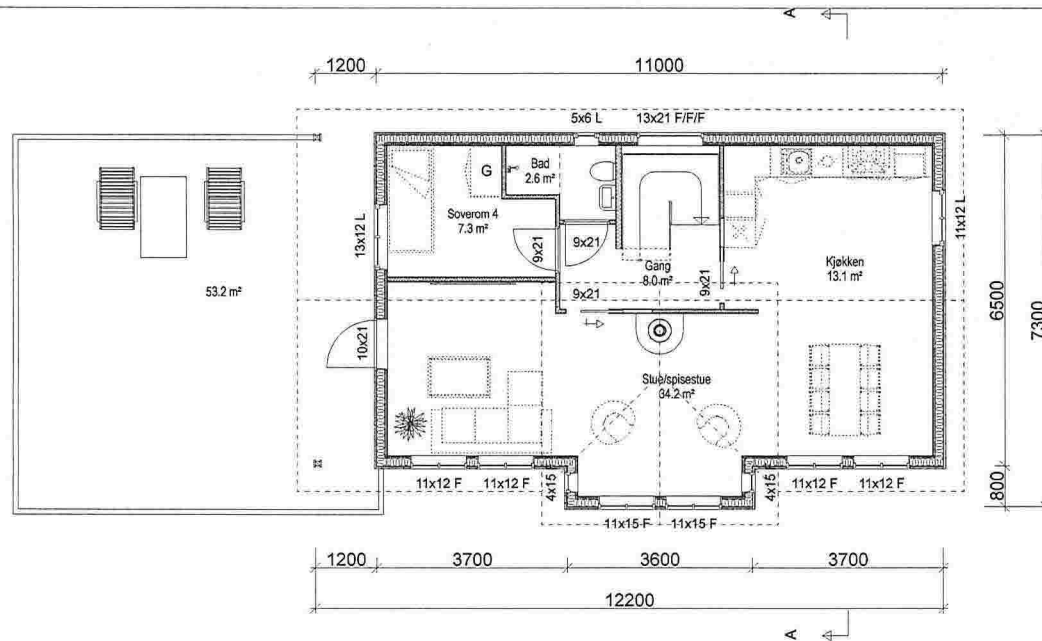 A
1200
11000
5x6 L
13x21 F/F/F
Bad
2.6 m²
G
Soverom 4
7.3 m²
13x12 L
11x12 L
9x21
9x21
Gang
8.0 m²
9x21
Kjøkken
13.1 m²
53.2 m²
9x21
10x21
6500
7300
Stue/spisestue
34.2 m²
11x12 F
11x12 F
4x15
4x15
11x12 F
11x12 F
800
11x15 F
11x15 F
1200
3700
3600
3700
12200
A